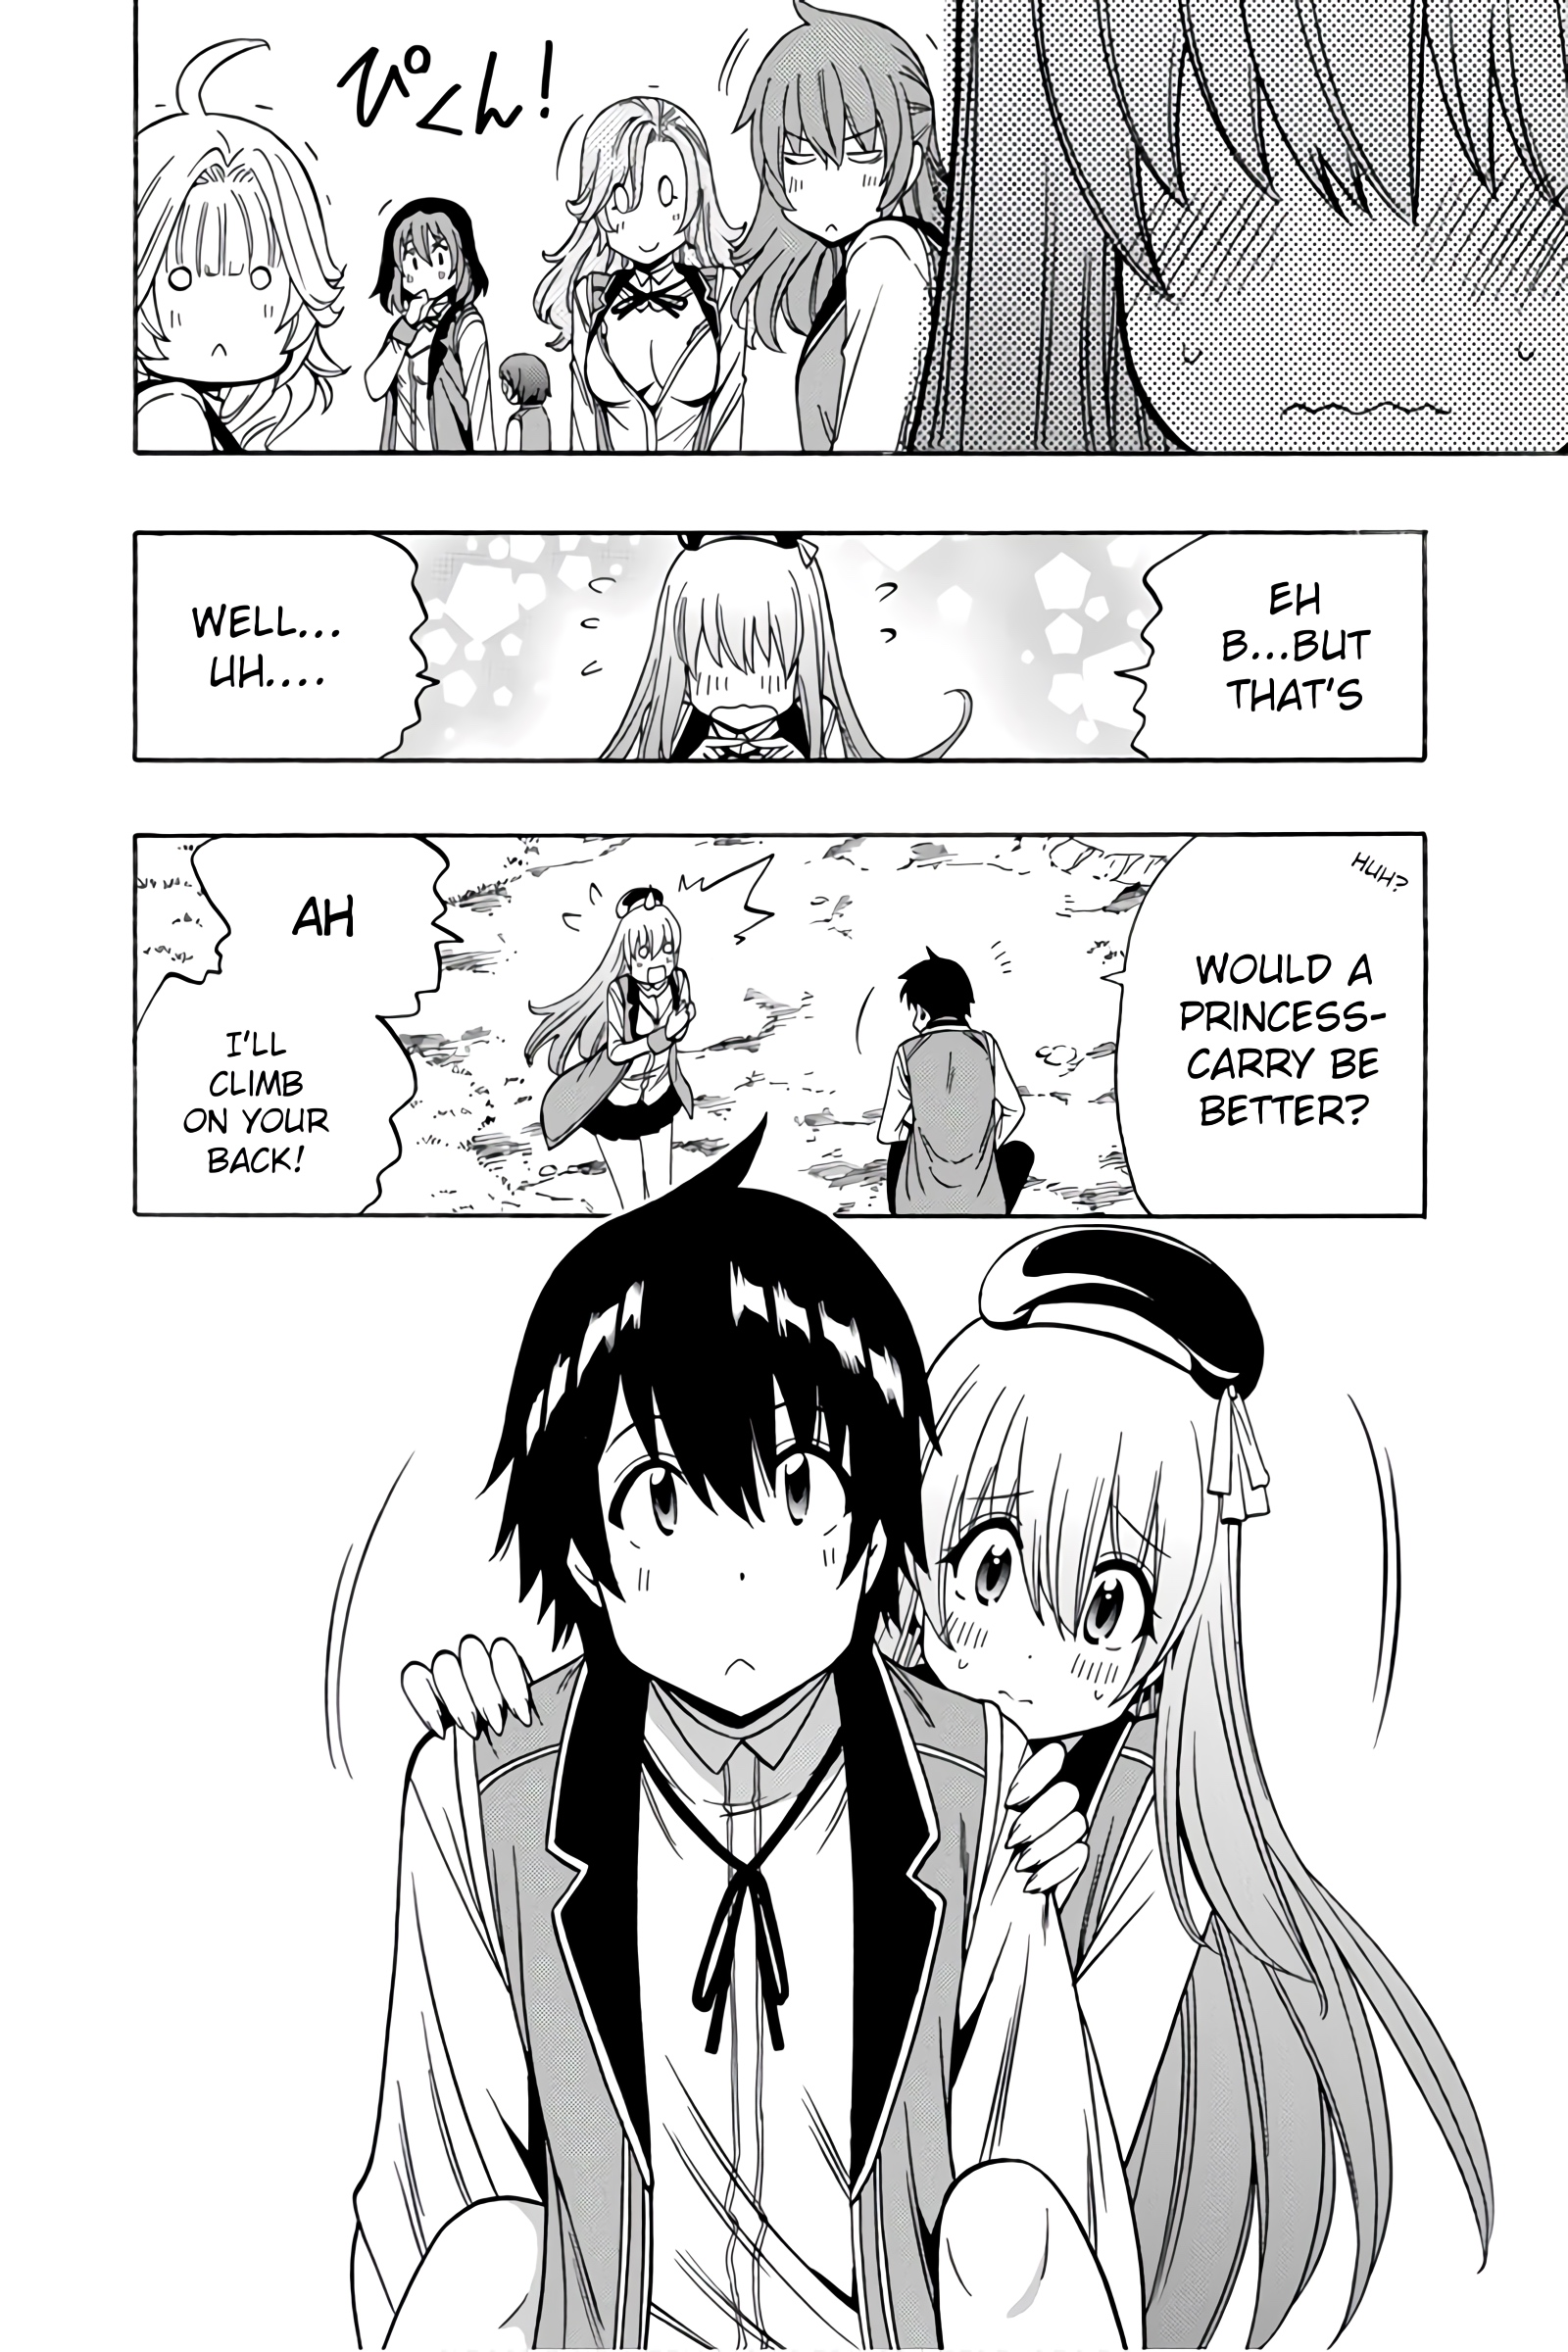 ぴくん!
EH
B...BUT
THAT'S
WELL...
UH....
HUH?
WOULD A
PRINCESS-
CARRY BE
BETTER?
AH
I'LL
CLIMB
ON YOUR
BACK!